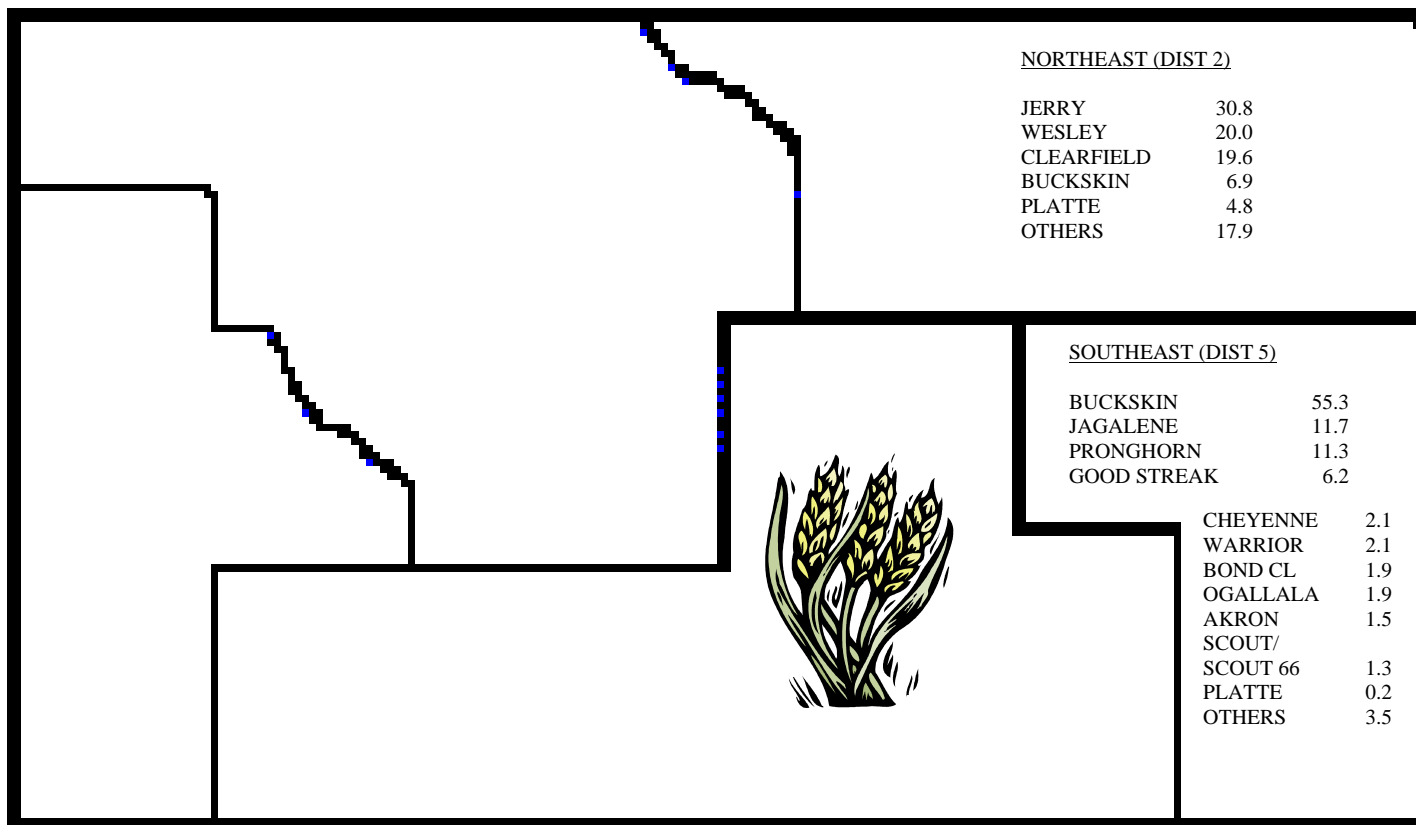 NORTHEAST (DIST 2)
JERRY 30.8
WESLEY 20.0
CLEARFIELD 19.6
BUCKSKIN 6.9
PLATTE 4.8
OTHERS 17.9
SOUTHEAST (DIST 5)
BUCKSKIN 55.3
JAGALENE 11.7
PRONGHORN 11.3
GOOD STREAK 6.2
CHEYENNE 2.1
WARRIOR 2.1
BOND CL 1.9
OGALLALA 1.9
AKRON 1.5
SCOUT/
SCOUT 66 1.3
PLATTE 0.2
OTHERS 3.5